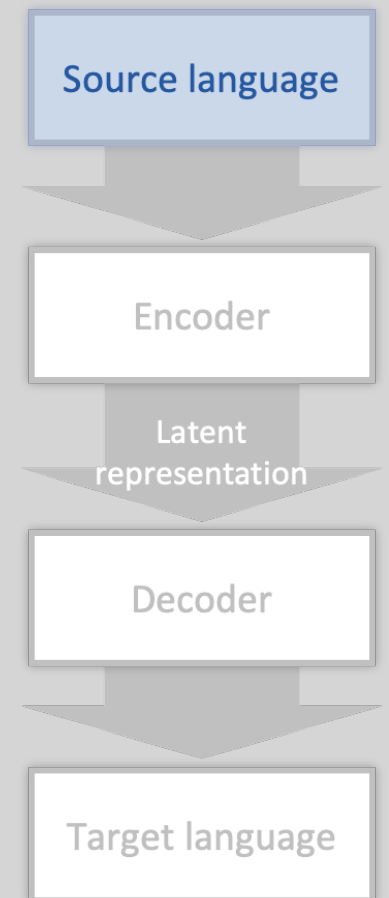 Source language
Encoder
Latent
representation
Decoder
Target language